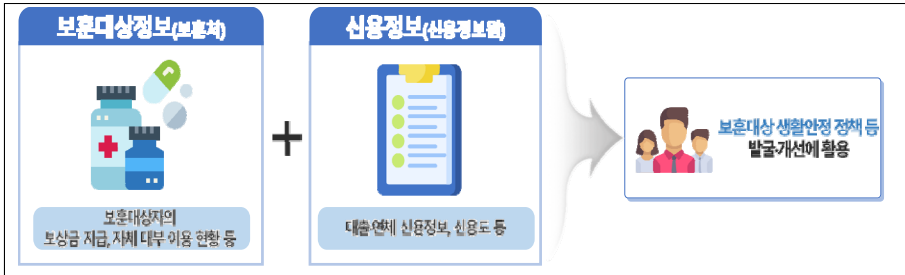 보훈대상정보(보훈처)
보훈대상자의
보상금 지급, 자체 대부 이용 현황 등
+
신용정보(신용정보원)
대출·연체 신용정보, 신용도 등
보훈대상 생활안정 정책 등
발굴·개선에 활용